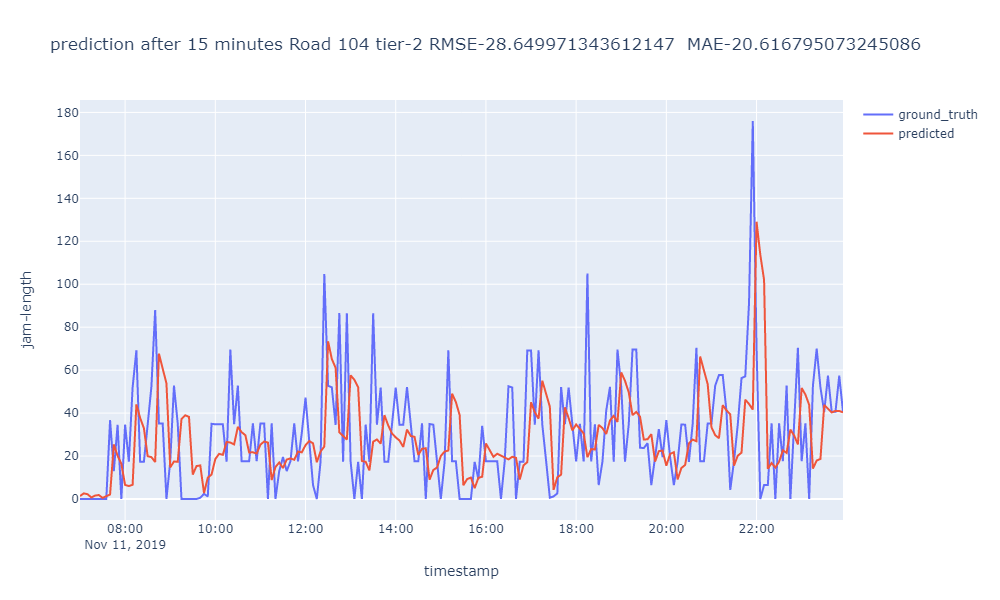 prediction after 15 minutes Road 104 tier-2 RMSE-28.649971343612147  MAE-20.616795073245086
ground_truth
predicted
180
160
140
120
100
80
60
40
20
0
jam-length
08:00 10:00 12:00 14:00 16:00 18:00 20:00 22:00
Nov 11, 2019
timestamp